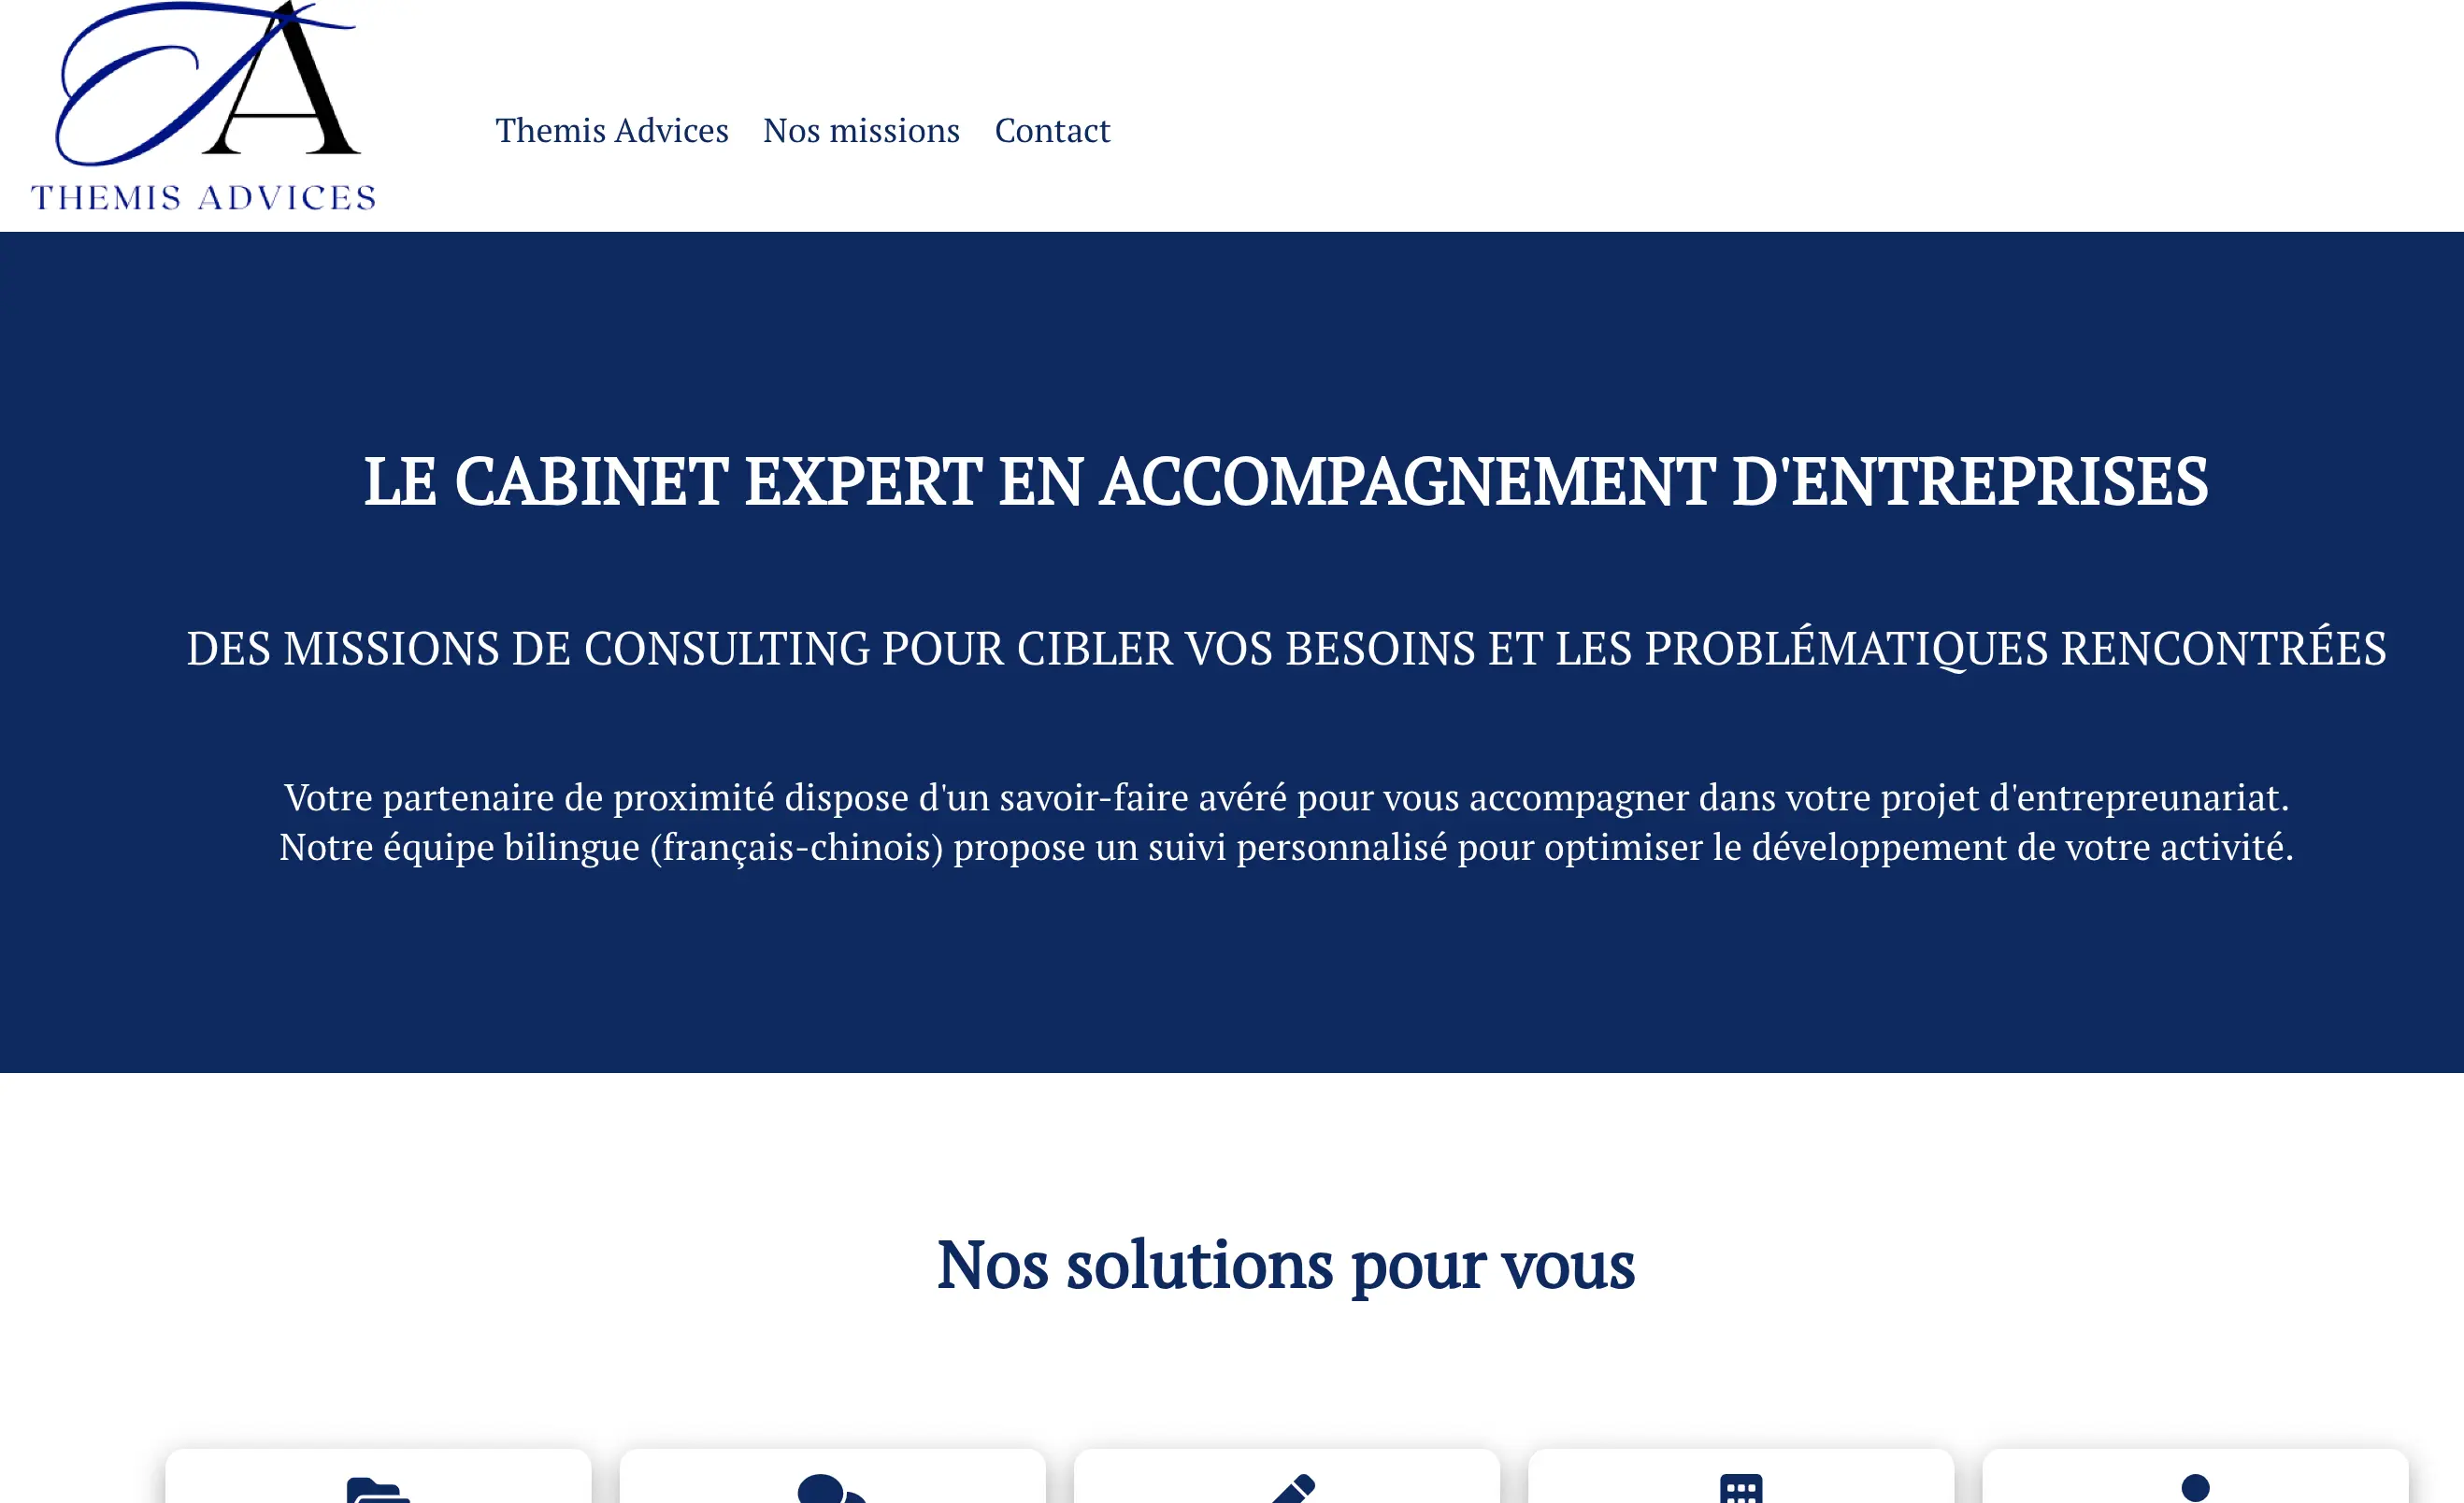 TA
THEMIS ADVICES
Themis Advices Nos missions Contact
LE CABINET EXPERT EN ACCOMPAGNEMENT D'ENTREPRISES
DES MISSIONS DE CONSULTING POUR CIBLER VOS BESOINS ET LES PROBLÉMATIQUES RENCONTRÉES
Votre partenaire de proximité dispose d'un savoir-faire avéré pour vous accompagner dans votre projet d'entrepreunariat.
Notre équipe bilingue (français-chinois) propose un suivi personnalisé pour optimiser le développement de votre activité.
Nos solutions pour vous